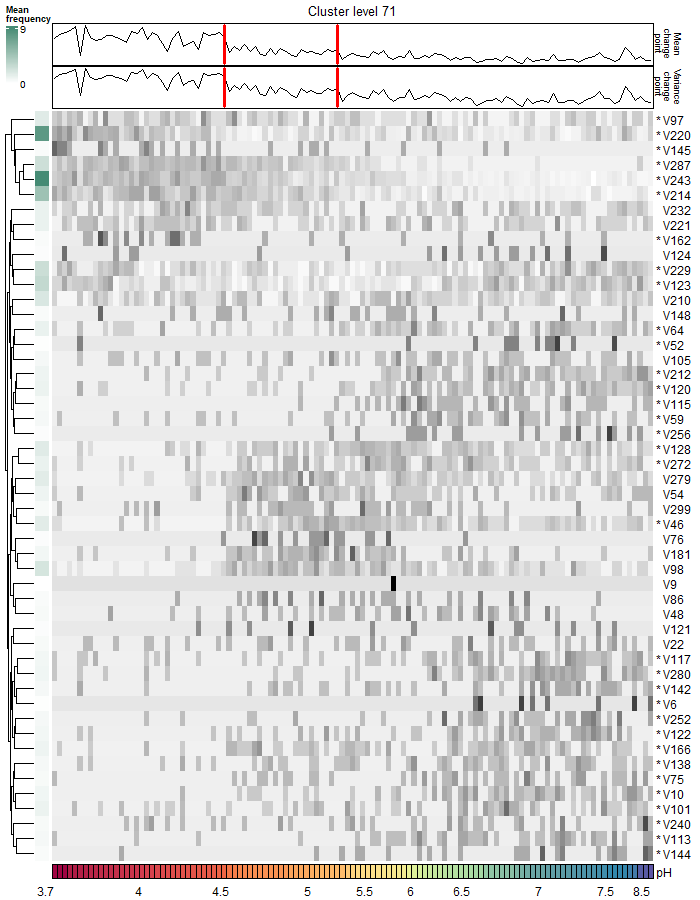 Cluster level 71
Mean
frequency
9
0
Mean
change
point
Variance
change
point
* V97
* V220
* V145
* V287
* V243
* V214
V232
V221
* V162
V124
* V229
* V123
V210
V148
* V64
* V52
V105
* V212
* V120
* V115
* V59
* V256
* V128
* V272
V279
V54
V299
* V46
V76
V181
V98
V9
V86
V48
V121
V22
* V117
* V280
* V142
* V6
* V252
* V122
* V166
* V138
* V75
* V10
* V101
* V240
* V113
* V144
pH
3.7 4 4.5 5 5.5 6 6.5 7 7.5 8.5